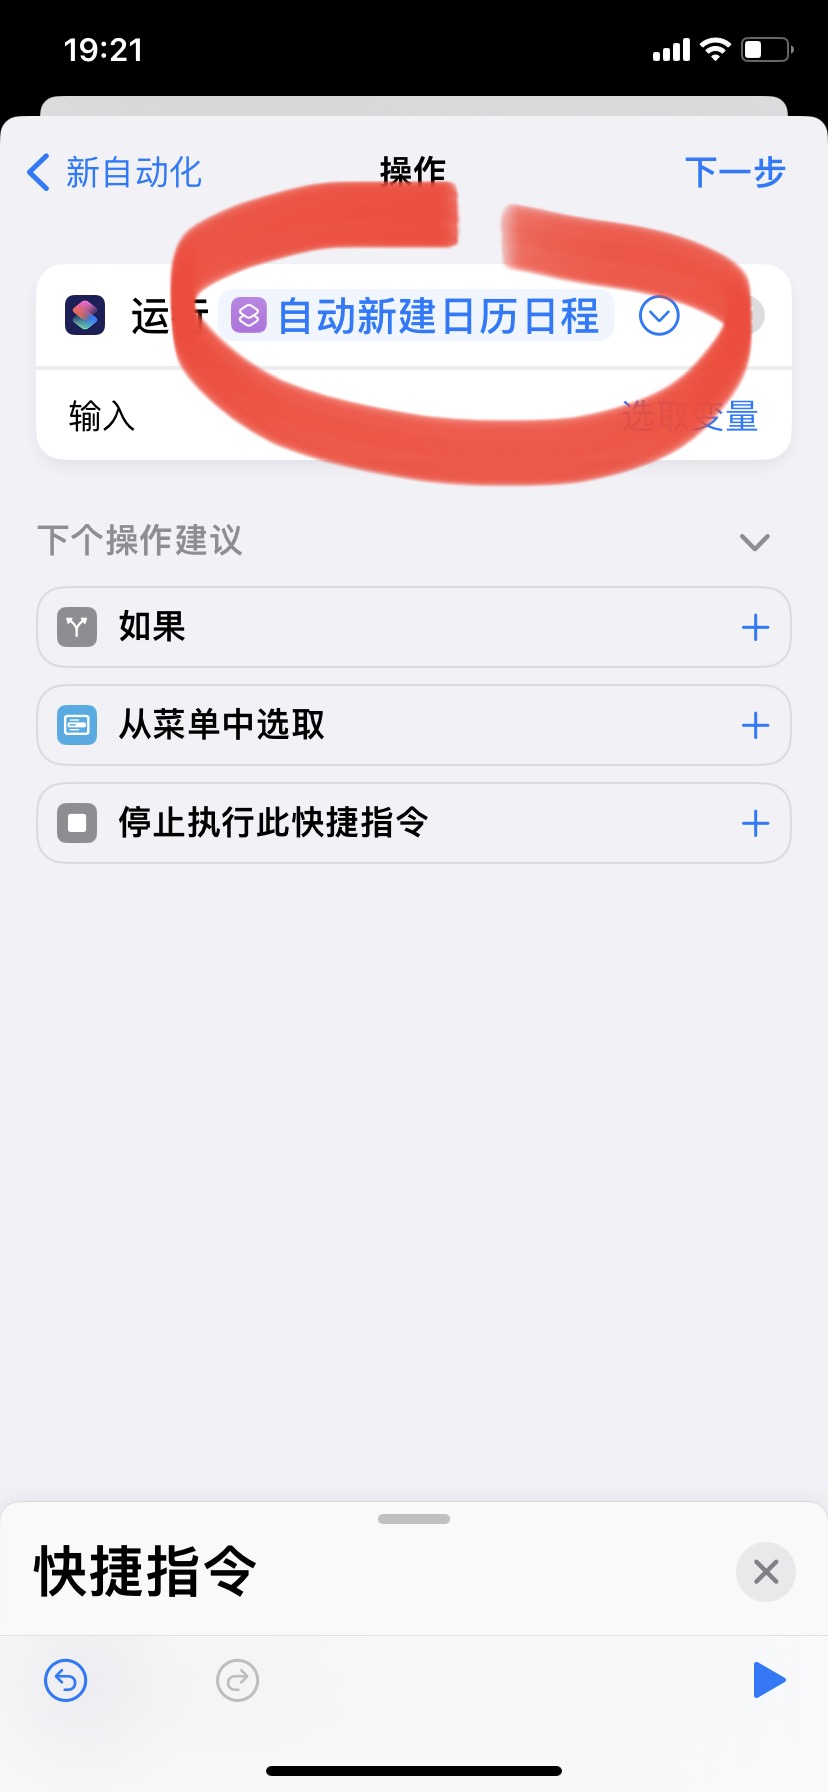 19:21
新自动化
操作
下一步
运行 自动新建日历日程
输入
选取变量
下个操作建议
如果
从菜单中选取
停止执行此快捷指令
快捷指令